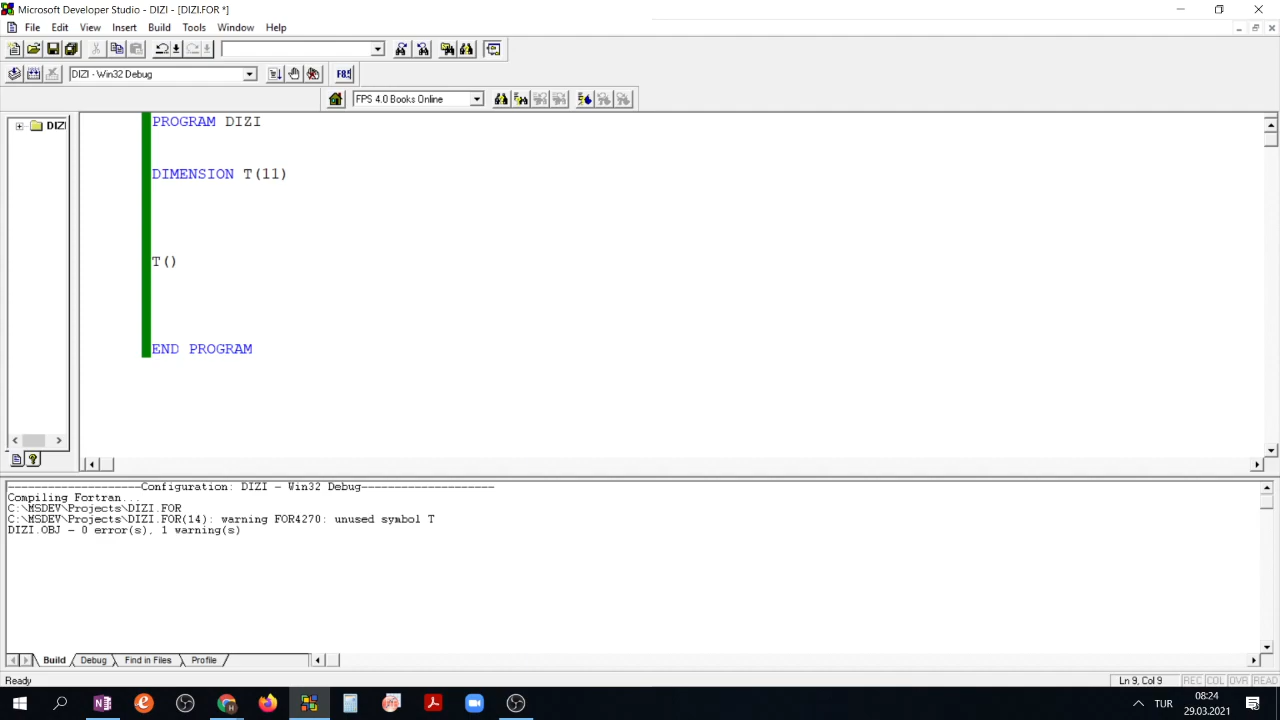 Microsoft Developer Studio - DIZI - [DIZI.FOR *]
File Edit View Insert Build Tools Window Help
DIZI - Win32 Debug
F8.5
FPS 4.0 Books Online
DIZI
PROGRAM DIZI
DIMENSION T(11)
T()
END PROGRAM
--------------------Configuration: DIZI - Win32 Debug--------------------
Compiling Fortran...
C:\MSDEV\Projects\DIZI.FOR
C:\MSDEV\Projects\DIZI.FOR(14): warning FOR4270: unused symbol T
DIZI.OBJ - 0 error(s), 1 warning(s)
Build Debug Find in Files Profile
Ready Ln 9, Col 9 REC COL OVR READ
TUR 08:24
29.03.2021